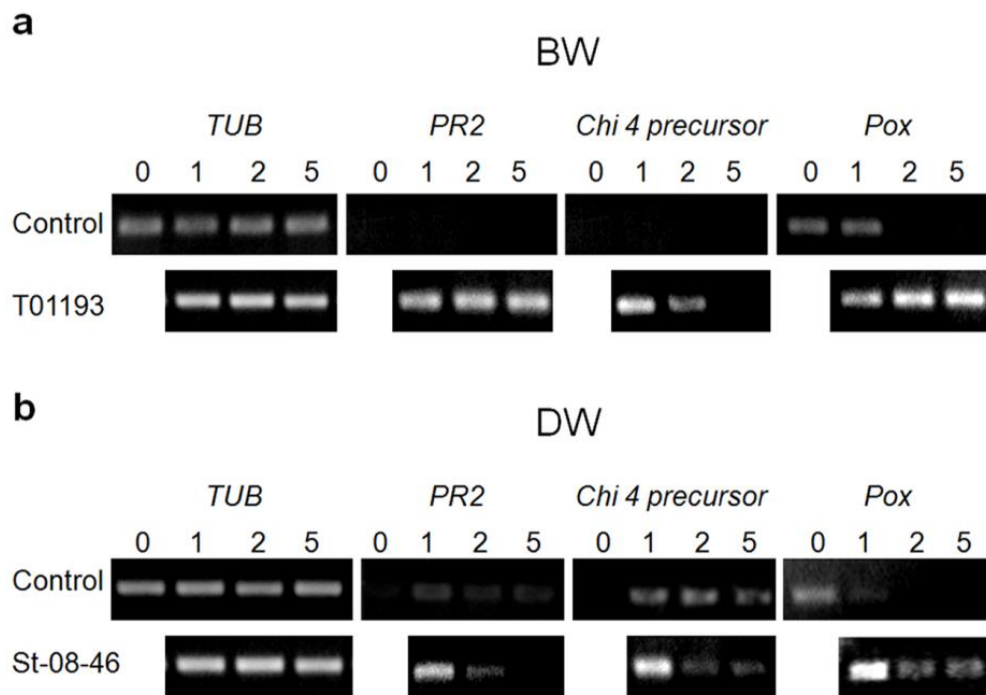 a
BW
TUB PR2 Chi 4 precursor Pox
0 1 2 5 0 1 2 5 0 1 2 5 0 1 2 5
Control
T01193
b
DW
TUB PR2 Chi 4 precursor Pox
0 1 2 5 0 1 2 5 0 1 2 5 0 1 2 5
Control
St-08-46